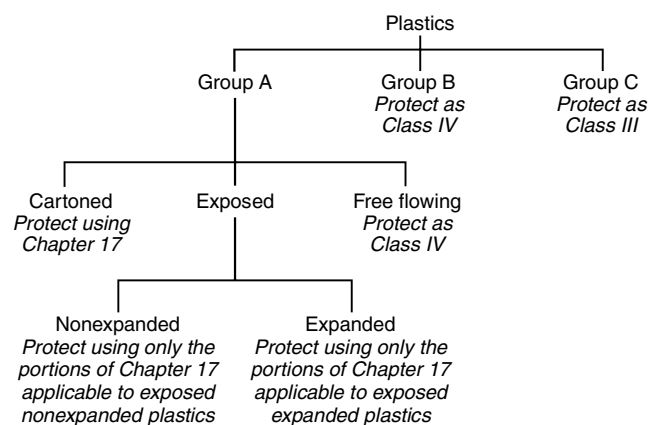 Plastics
Group A
Group B
Protect as
Class IV
Group C
Protect as
Class III
Cartoned
Protect using
Chapter 17
Exposed
Free flowing
Protect as
Class IV
Nonexpanded
Protect using only the
portions of Chapter 17
applicable to exposed
nonexpanded plastics
Expanded
Protect using only the
portions of Chapter 17
applicable to exposed
expanded plastics